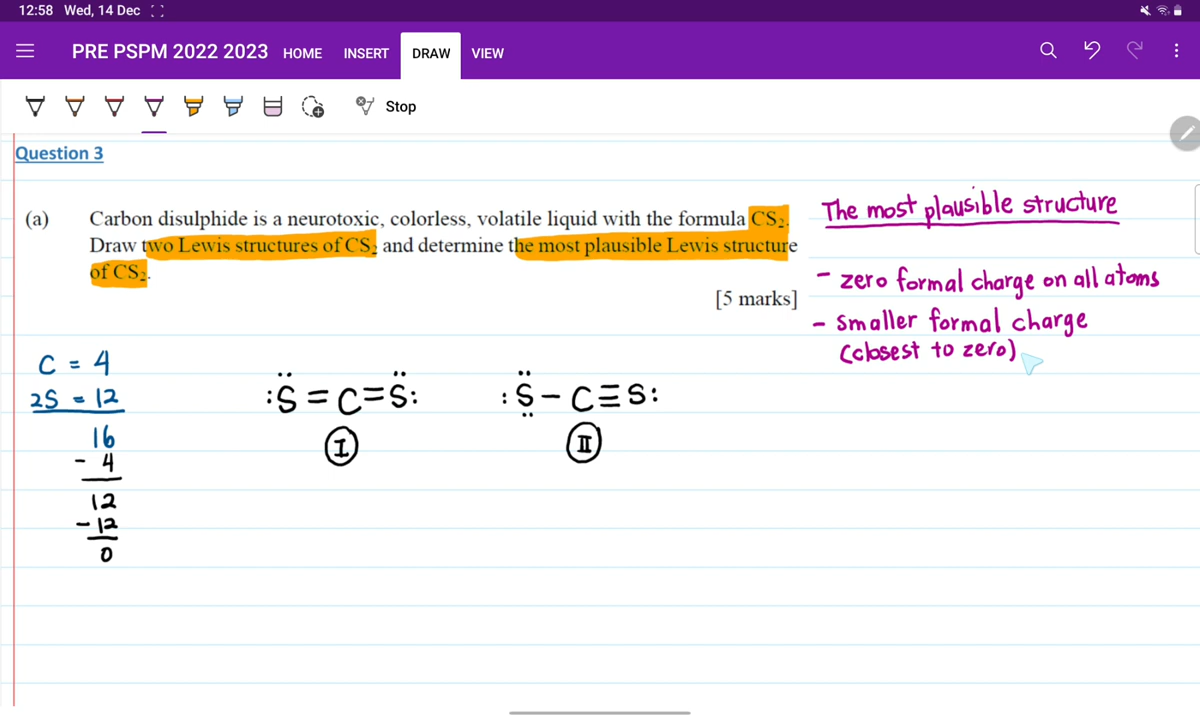 12:58 Wed, 14 Dec
PRE PSPM 2022 2023 HOME INSERT DRAW VIEW
Stop
Question 3
(a) Carbon disulphide is a neurotoxic, colorless, volatile liquid with the formula CS₂.
Draw two Lewis structures of CS₂ and determine the most plausible Lewis structure
of CS₂.
[5 marks]
The most plausible structure
- zero formal charge on all atoms
- smaller formal charge
(closest to zero)
C = 4
2S = 12
16
- 4
12
- 12
0
:S̈ = C = S̈:
I
:S̤̈ - C ≡ S:
II